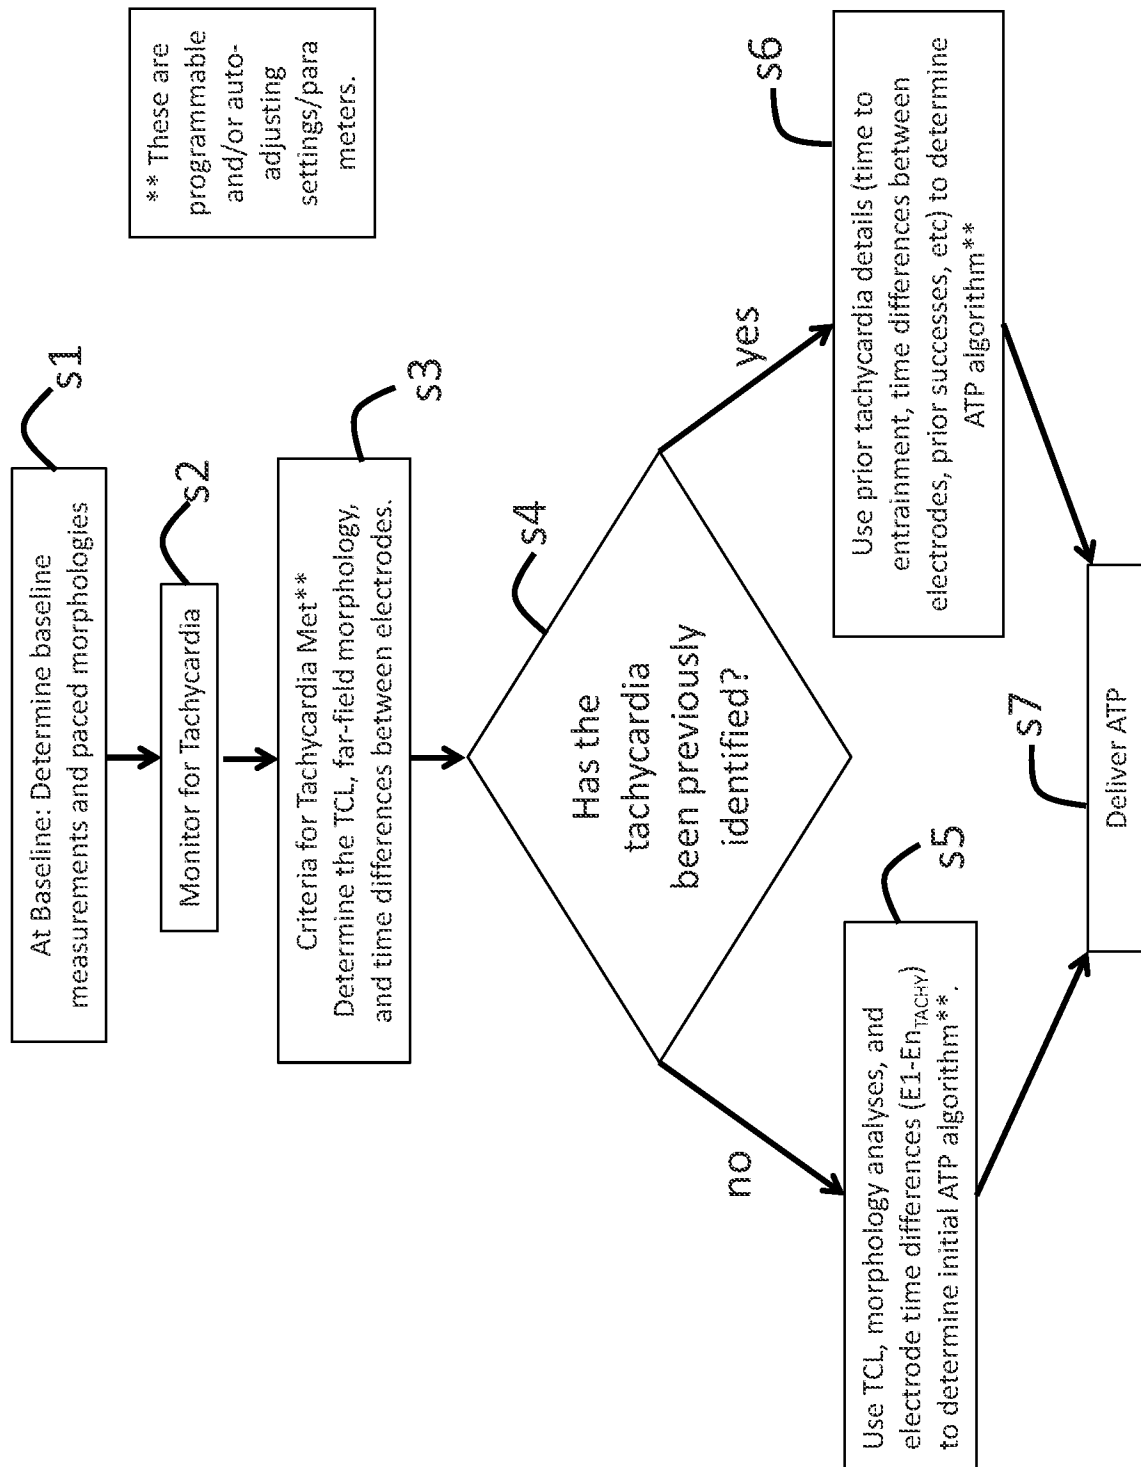 At Baseline: Determine baseline
measurements and paced morphologies
s1
** These are
programmable
and/or auto-
adjusting
settings/para
meters.
Monitor for Tachycardia
s2
Criteria for Tachycardia Met**
Determine the TCL, far-field morphology,
and time differences between electrodes.
s3
Has the
tachycardia
been previously
identified?
s4
no
yes
Use TCL, morphology analyses, and
electrode time differences (E1-EnTACHY)
to determine initial ATP algorithm**.
s5
Use prior tachycardia details (time to
entrainment, time differences between
electrodes, prior successes, etc) to determine
ATP algorithm**
s6
Deliver ATP
s7